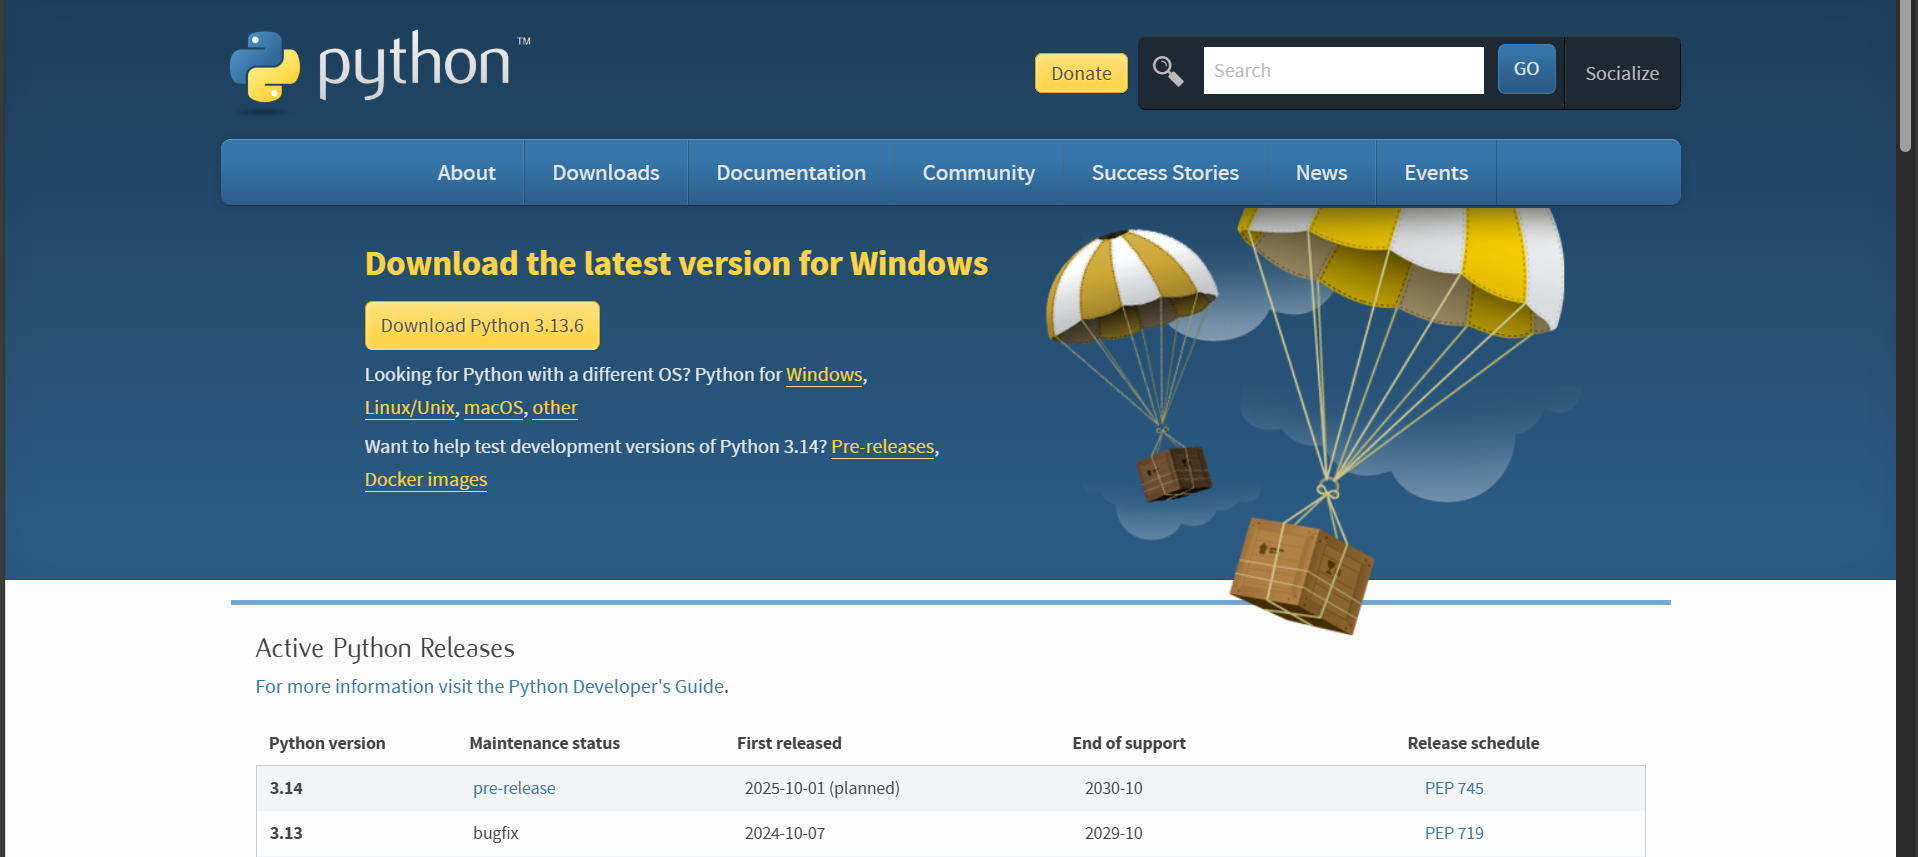 python™
Donate
Search
GO
Socialize
About
Downloads
Documentation
Community
Success Stories
News
Events
Download the latest version for Windows
Download Python 3.13.6
Looking for Python with a different OS? Python for Windows,
Linux/Unix, macOS, other
Want to help test development versions of Python 3.14? Pre-releases,
Docker images
Active Python Releases
For more information visit the Python Developer's Guide.
Python version Maintenance status First released End of support Release schedule
3.14 pre-release 2025-10-01 (planned) 2030-10 PEP 745
3.13 bugfix 2024-10-07 2029-10 PEP 719